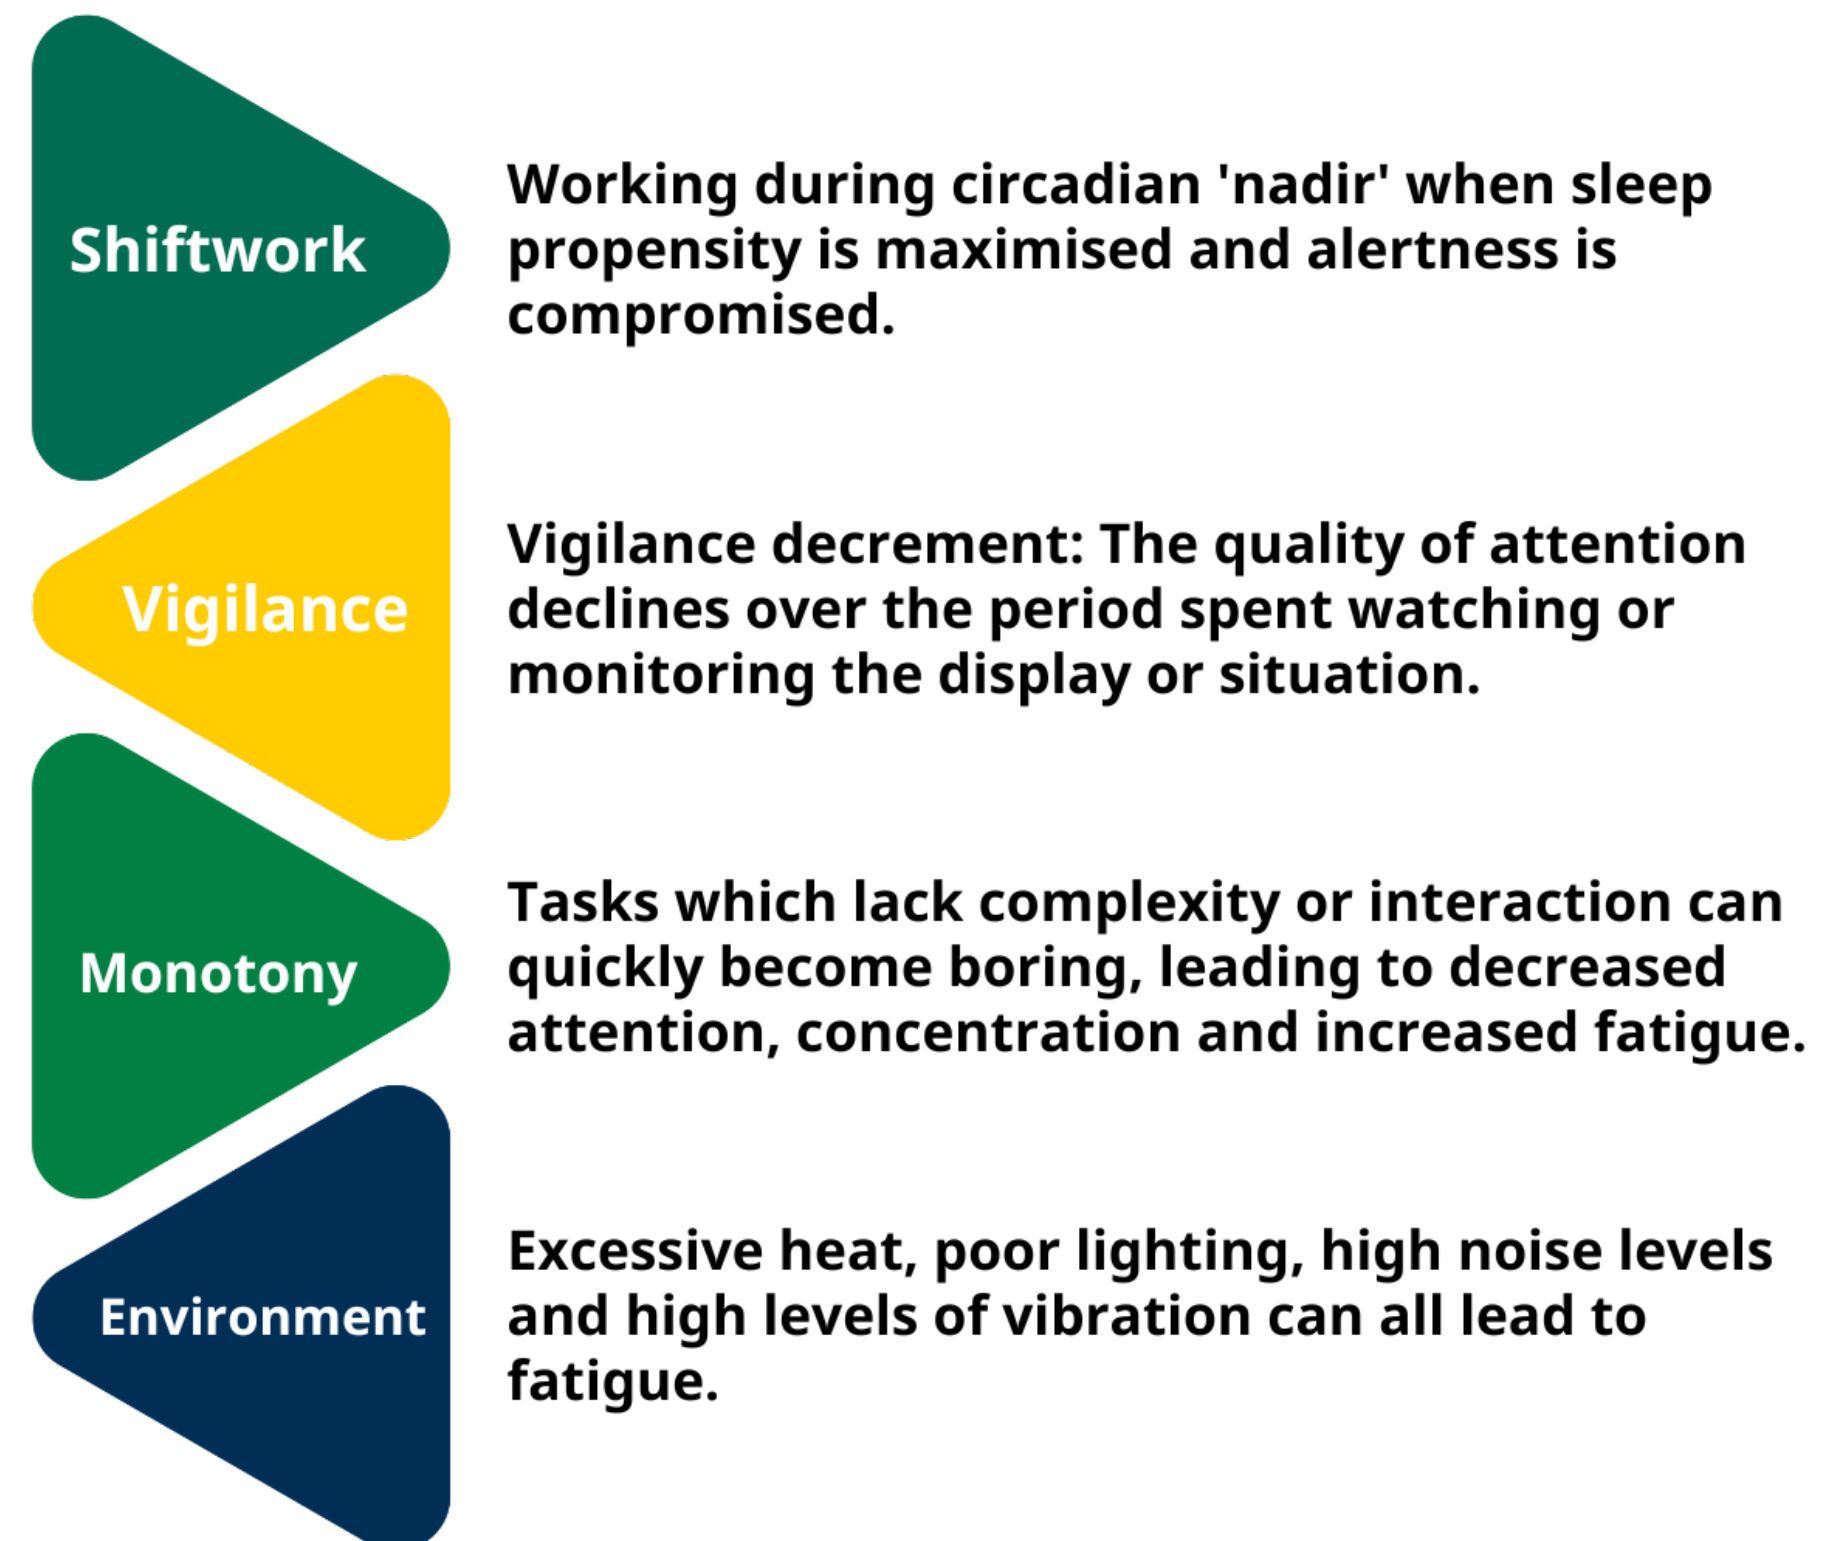 Shiftwork
Working during circadian 'nadir' when sleep
propensity is maximised and alertness is
compromised.
Vigilance
Vigilance decrement: The quality of attention
declines over the period spent watching or
monitoring the display or situation.
Monotony
Tasks which lack complexity or interaction can
quickly become boring, leading to decreased
attention, concentration and increased fatigue.
Environment
Excessive heat, poor lighting, high noise levels
and high levels of vibration can all lead to
fatigue.